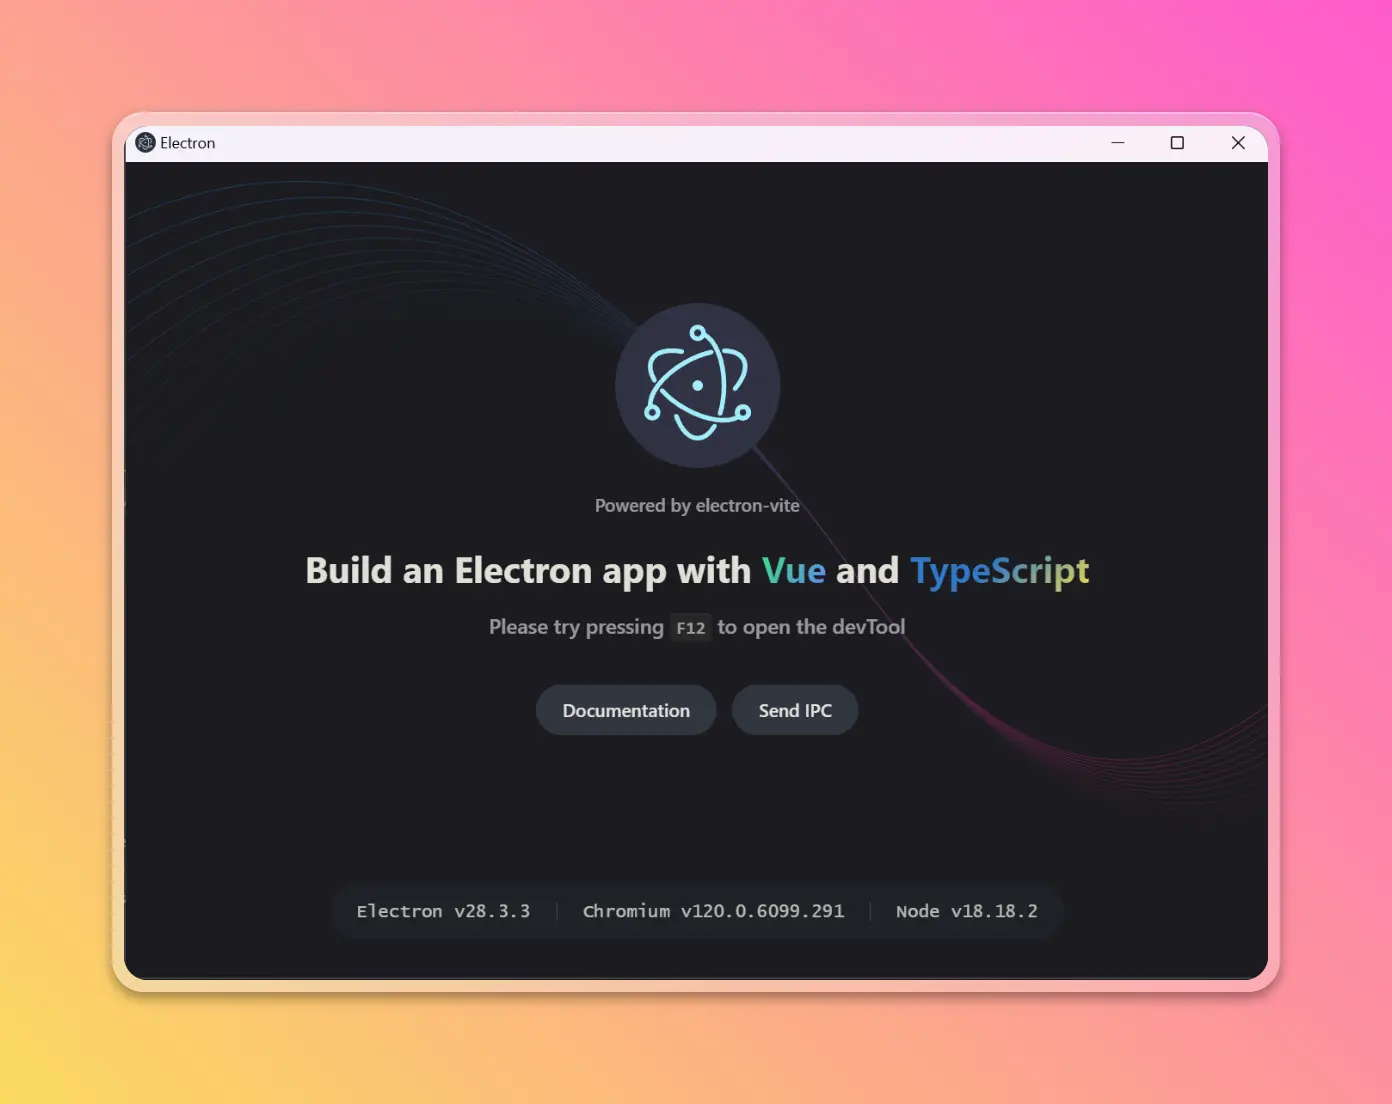 Electron
Powered by electron-vite
Build an Electron app with Vue and TypeScript
Please try pressing F12 to open the devTool
Documentation
Send IPC
Electron v28.3.3
Chromium v120.0.6099.291
Node v18.18.2